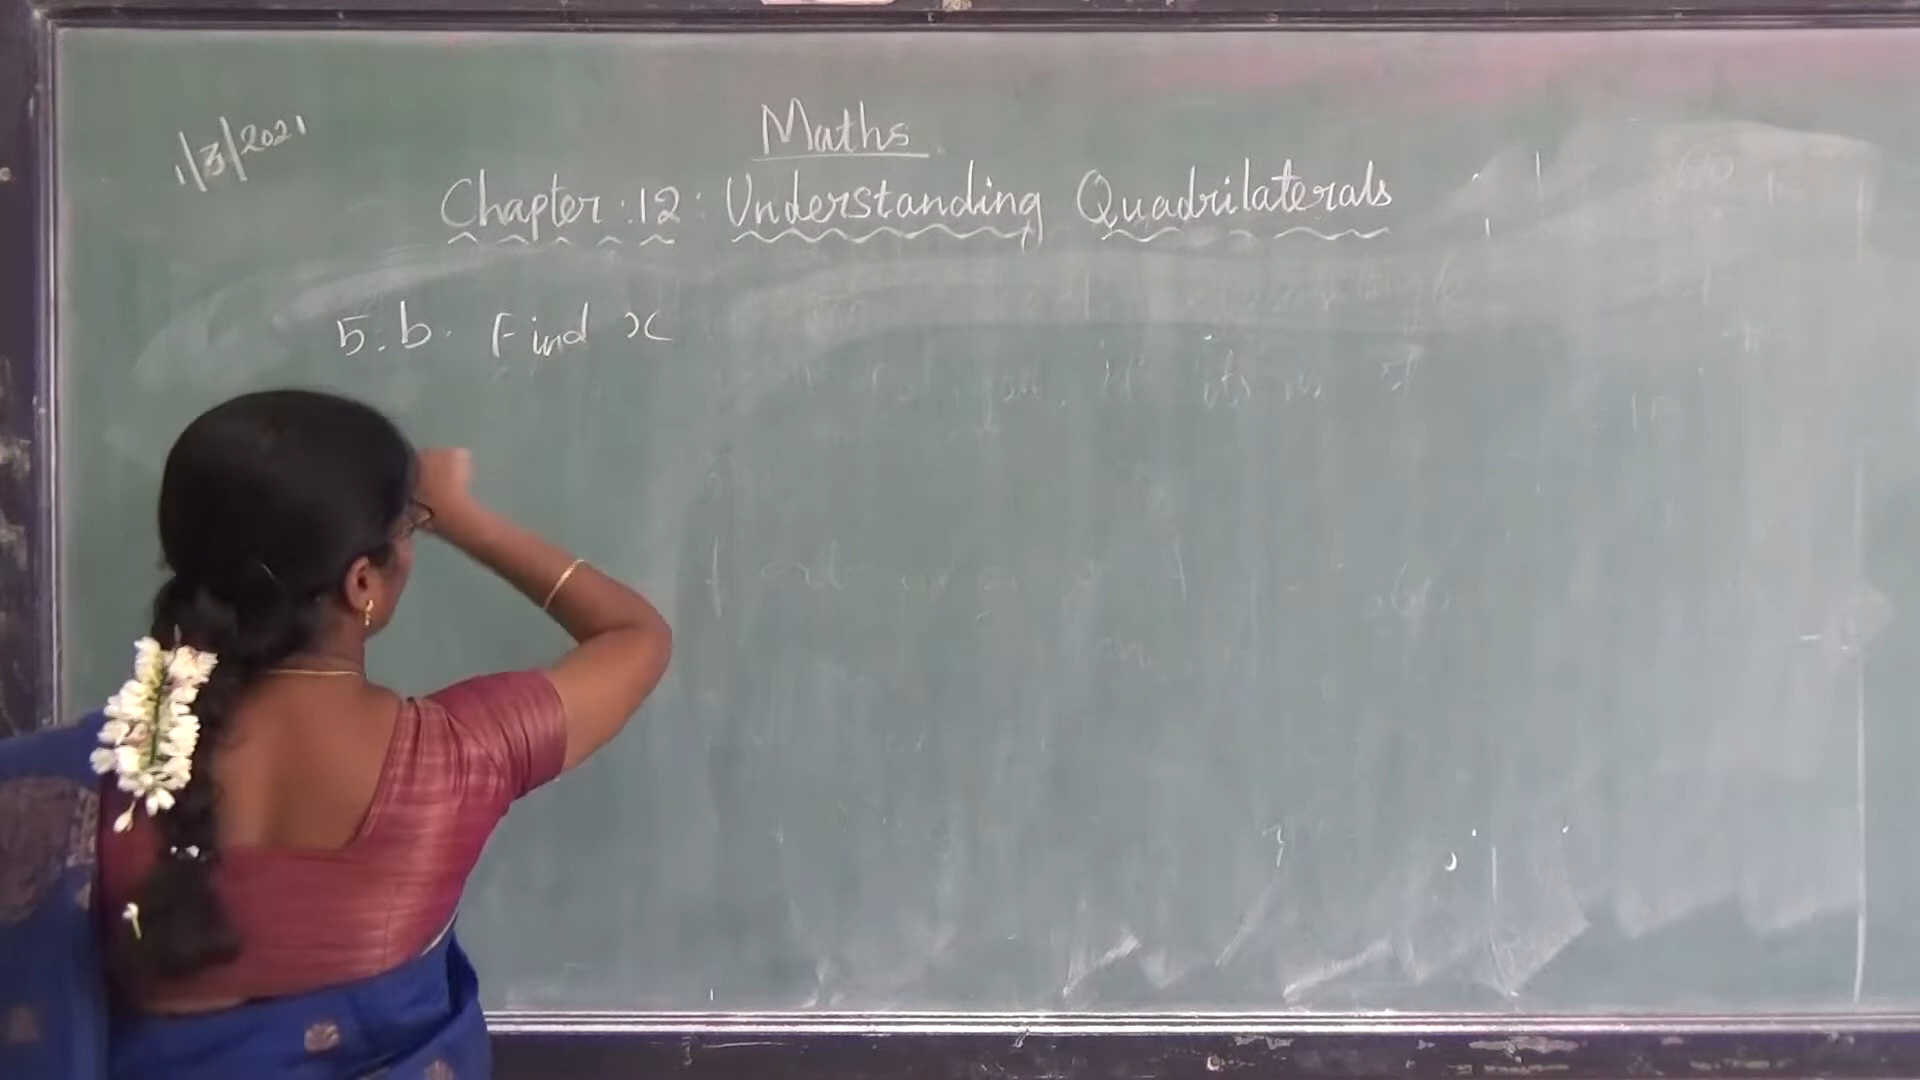 1/3/2021
Maths
Chapter:12: Understanding Quadrilaterals
5.b. Find x